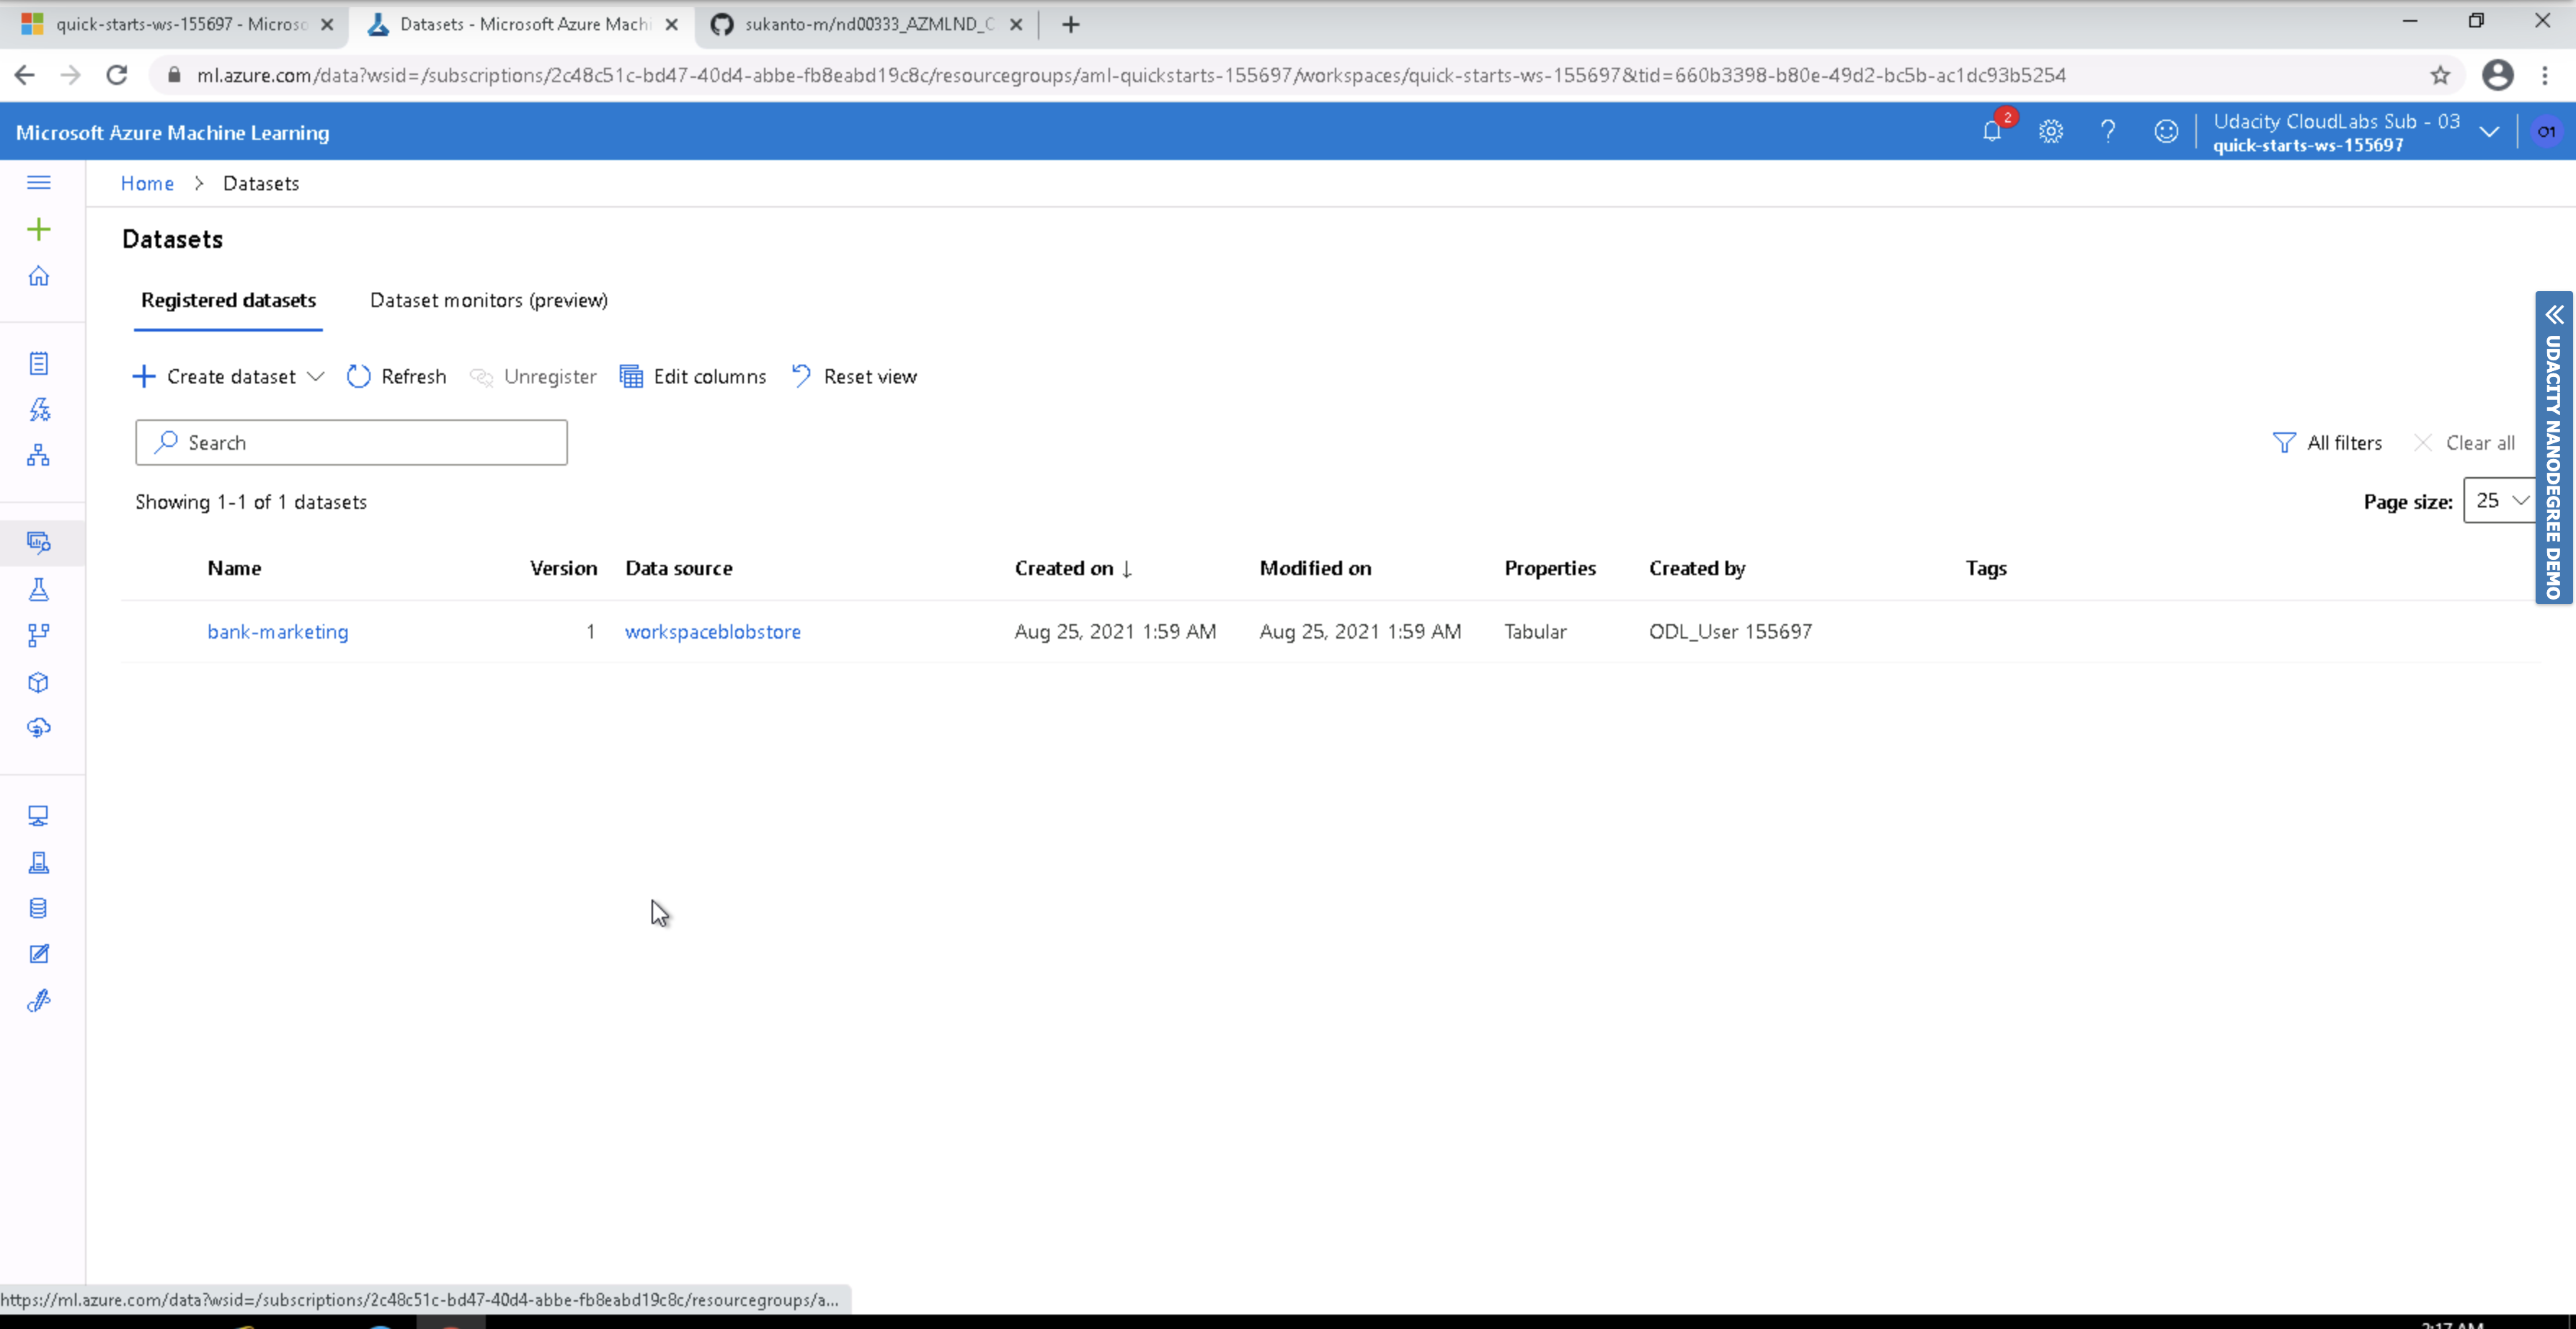 quick-starts-ws-155697 - Microso
Datasets - Microsoft Azure Machi
sukanto-m/nd00333_AZMLND_C
ml.azure.com/data?wsid=/subscriptions/2c48c51c-bd47-40d4-abbe-fb8eabd19c8c/resourcegroups/aml-quickstarts-155697/workspaces/quick-starts-ws-155697&tid=660b3398-b80e-49d2-bc5b-ac1dc93b5254
Microsoft Azure Machine Learning
2
Udacity CloudLabs Sub - 03
quick-starts-ws-155697
O1
Home > Datasets
Datasets
Registered datasets Dataset monitors (preview)
Create dataset Refresh Unregister Edit columns Reset view
Search
All filters Clear all
Showing 1-1 of 1 datasets
Page size: 25
UDACITY NANODEGREE DEMO
Name Version Data source Created on ↓ Modified on Properties Created by Tags
bank-marketing 1 workspaceblobstore Aug 25, 2021 1:59 AM Aug 25, 2021 1:59 AM Tabular ODL_User 155697
https://ml.azure.com/data?wsid=/subscriptions/2c48c51c-bd47-40d4-abbe-fb8eabd19c8c/resourcegroups/a...